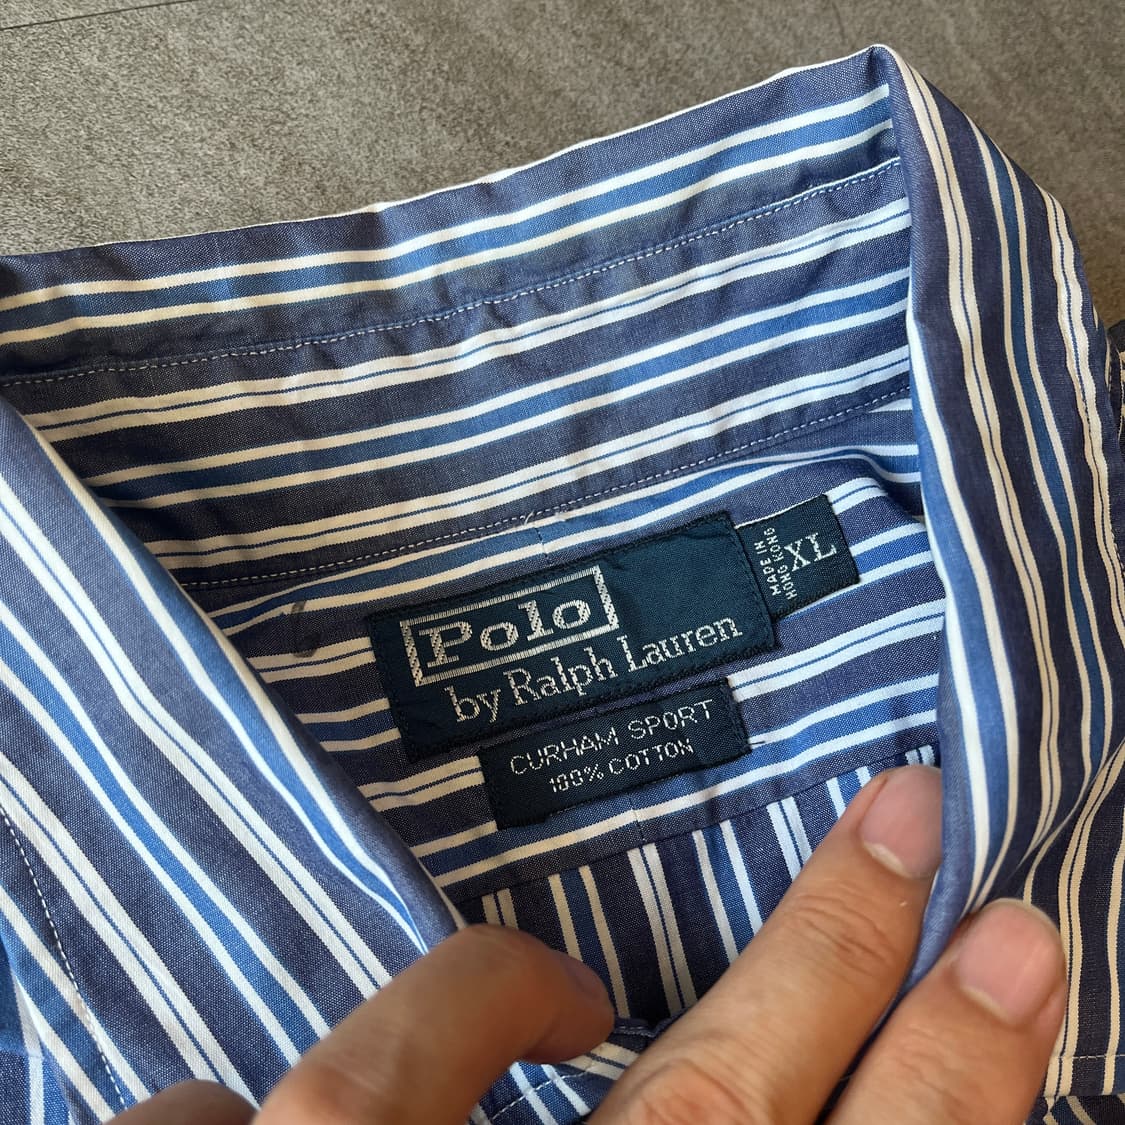 Polo
by Ralph Lauren
MADE IN
HONG KONG
XL
CURHAM SPORT
100% COTTON